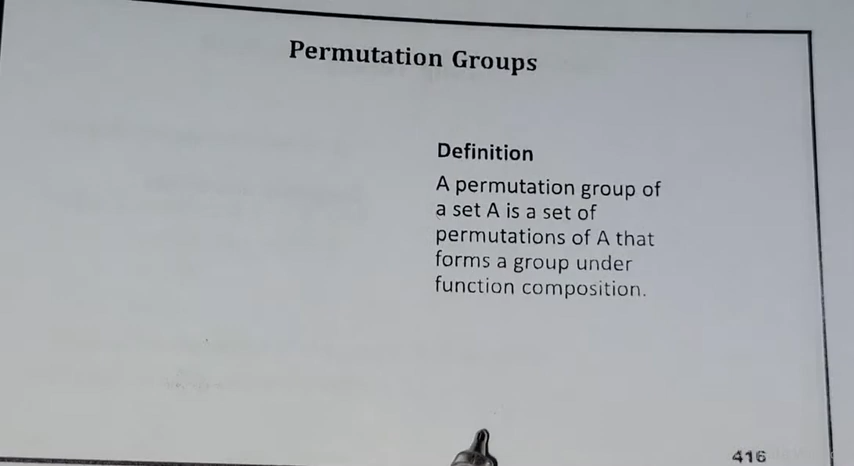 Permutation Groups
Definition
A permutation group of
a set A is a set of
permutations of A that
forms a group under
function composition.
416